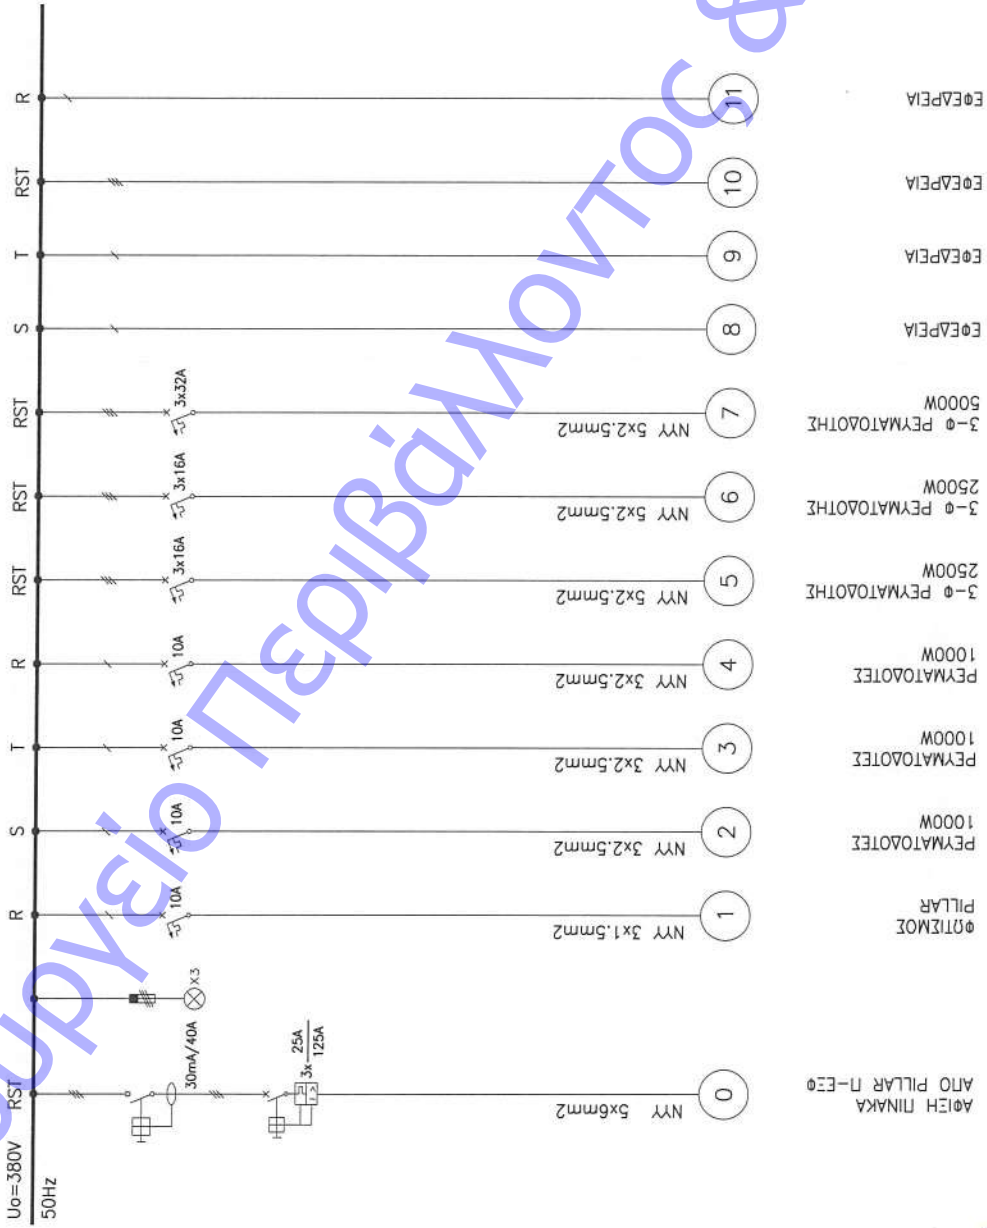 R
11
ΕΦΕΔΡΕΙΑ
RST
10
ΕΦΕΔΡΕΙΑ
T
9
ΕΦΕΔΡΕΙΑ
S
8
ΕΦΕΔΡΕΙΑ
RST
3x32A
NYY 5x2.5mm2
7
3-Φ ΡΕΥΜΑΤΟΔΟΤΗΣ
5000W
RST
3x16A
NYY 5x2.5mm2
6
3-Φ ΡΕΥΜΑΤΟΔΟΤΗΣ
2500W
RST
3x16A
NYY 5x2.5mm2
5
3-Φ ΡΕΥΜΑΤΟΔΟΤΗΣ
2500W
R
10A
NYY 3x2.5mm2
4
ΡΕΥΜΑΤΟΔΟΤΕΣ
1000W
T
10A
NYY 3x2.5mm2
3
ΡΕΥΜΑΤΟΔΟΤΕΣ
1000W
S
10A
NYY 3x2.5mm2
2
ΡΕΥΜΑΤΟΔΟΤΕΣ
1000W
R
10A
NYY 3x1.5mm2
1
ΦΩΤΙΣΜΟΣ
PILLAR
X3
RST
30mA/40A
3x 25A
125A
NYY 5x6mm2
0
ΑΦΙΞΗ ΠΙΝΑΚΑ
ΑΠΟ PILLAR Π-ΕΞΦ
Uo=380V
50Hz
υργείο Περιβάλλοντος &